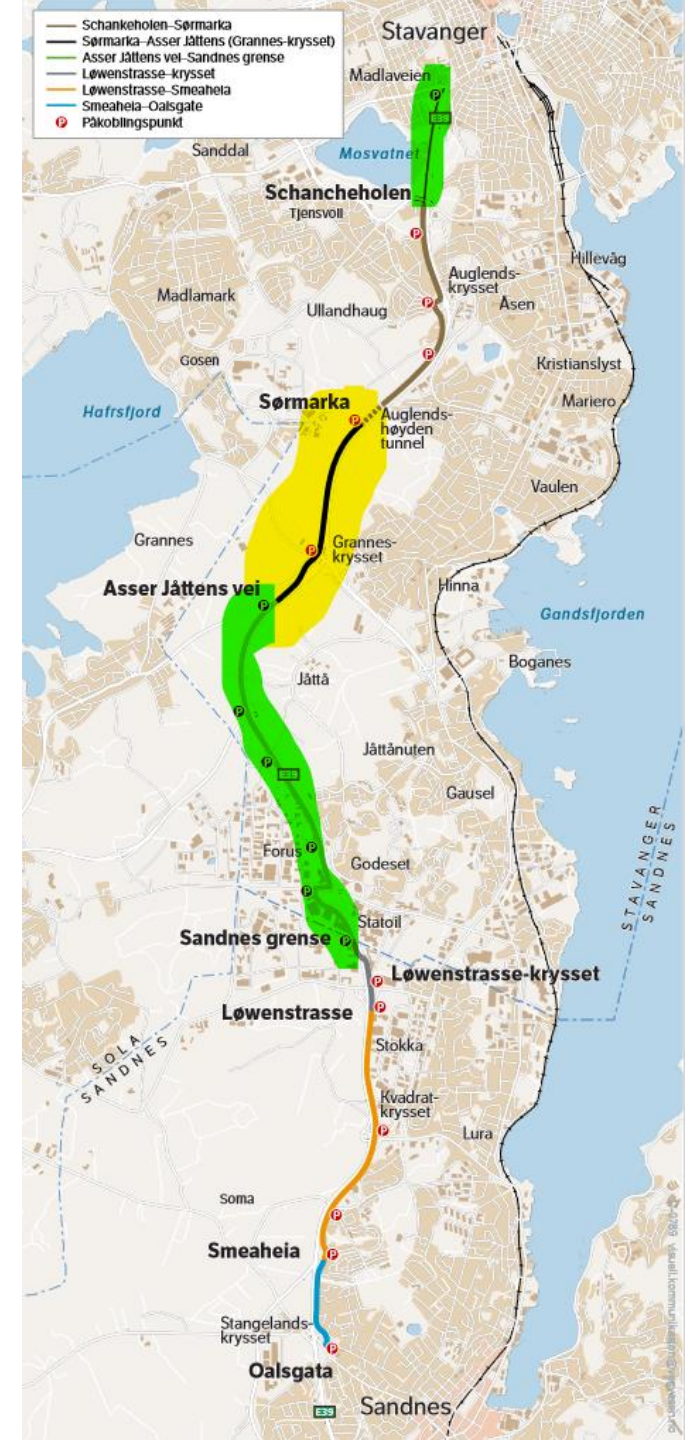 Schankeholen–Sørmarka
Sørmarka–Asser Jåttens (Grannes-krysset)
Asser Jåttens vei–Sandnes grense
Løwenstrasse–krysset
Løwenstrasse–Smeaheia
Smeaheia–Oalsgate
P Påkoblingspunkt
Stavanger
Madlaveien
P
E39
Sanddal
Mosvatnet
Schancheholen
Tjensvoll
P
Hillevåg
Auglends-
krysset
Madlamark
P
Åsen
Ullandhaug
P
Gosen
Kristianslyst
Sørmarka
Mariero
Hafrsfjord
P
Auglends-
høyden
tunnel
Vaulen
Grannes
P
Grannes-
krysset
Asser Jåttens vei
P
Hinna
Gandsfjorden
Boganes
Jåttå
P
Jåttånuten
P
E39
Gausel
STAVANGER
SANDNES
Forus
P
Godeset
P
Statoil
Sandnes grense
P
Løwenstrasse-krysset
P
Løwenstrasse
P
SOLA
SANDNES
Stokka
Kvadrat-
krysset
P
Lura
Soma
P
Smeaheia
P
Stangelands-
krysset
P
Oalsgata
E39
Sandnes